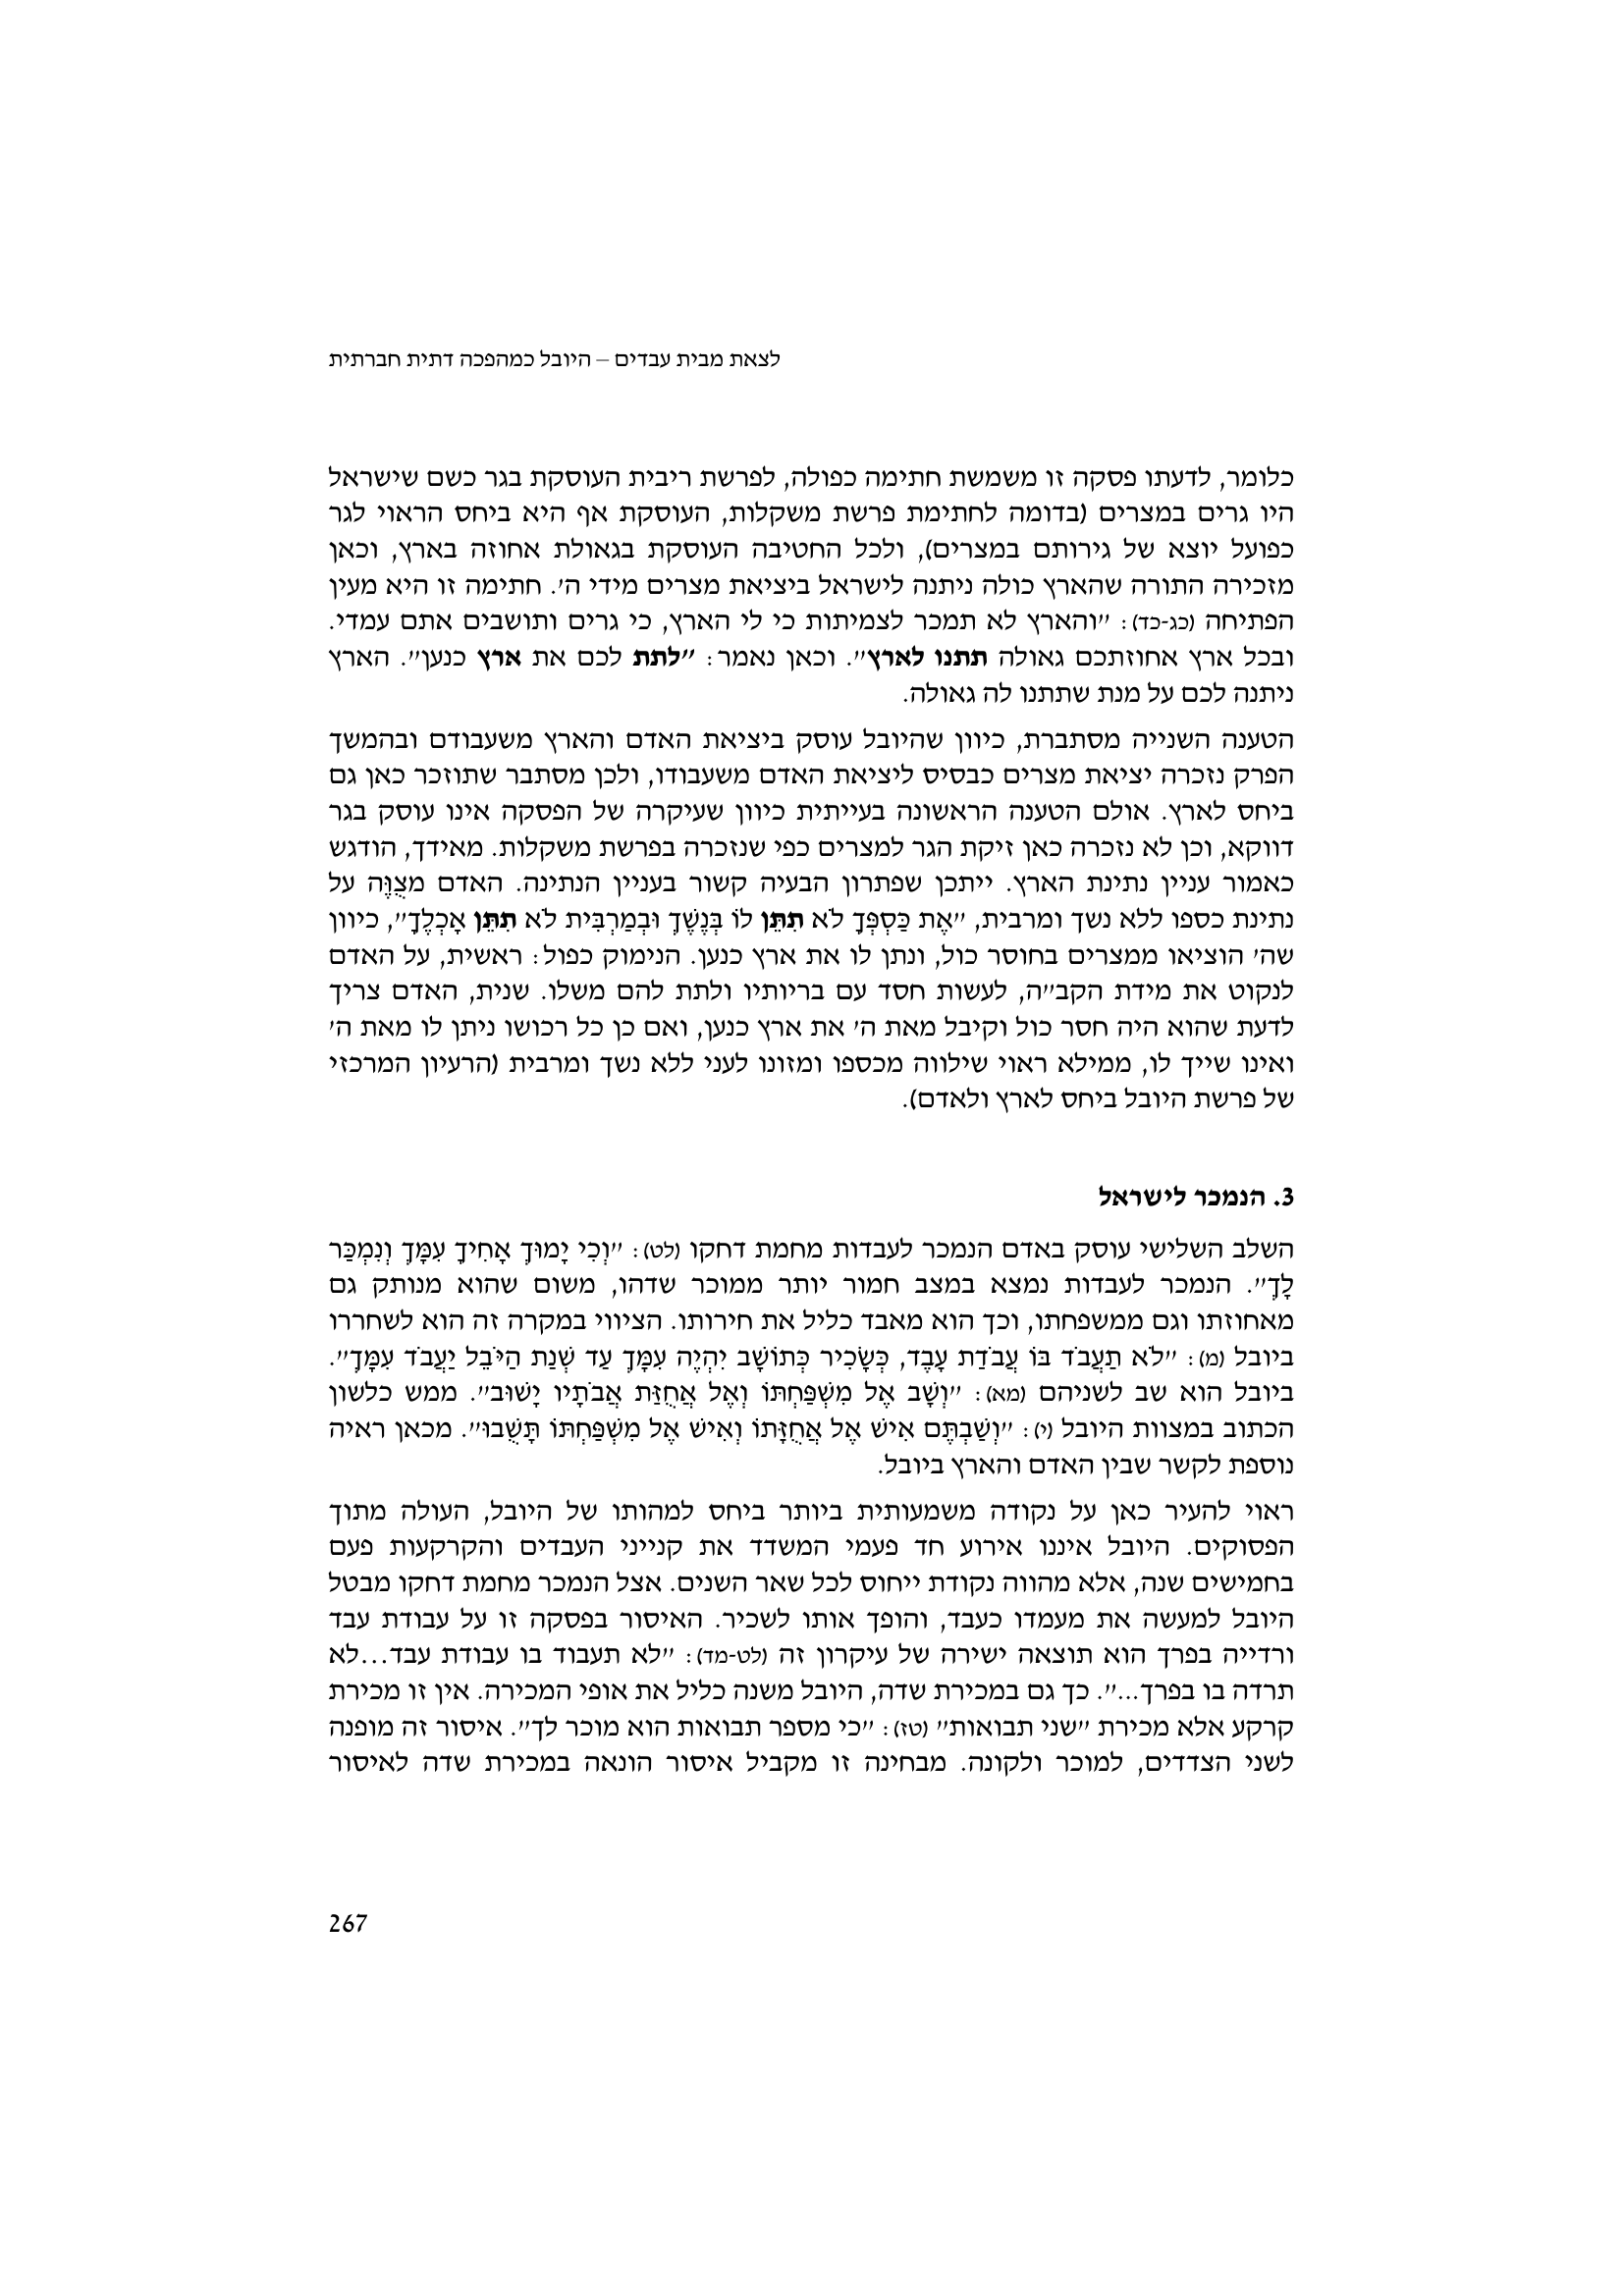 לצאת מבית עבדים – היובל כמהפכה דתית חברתית
כלומר, לדעתו פסקה זו משמשת חתימה כפולה, לפרשת ריבית העוסקת בגר כשם שישראל
היו גרים במצרים (בדומה לחתימת פרשת משקלות, העוסקת אף היא ביחס הראוי לגר
כפועל יוצא של גירותם במצרים), ולכל החטיבה העוסקת בגאולת אחוזה בארץ, וכאן
מזכירה התורה שהארץ כולה ניתנה לישראל ביציאת מצרים מידי ה'. חתימה זו היא מעין
הפתיחה (כג-כד): "והארץ לא תמכר לצמיתות כי לי הארץ, כי גרים ותושבים אתם עמדי.
ובכל ארץ אחוזתכם גאולה תתנו לארץ". וכאן נאמר: "לתת לכם את ארץ כנען". הארץ
ניתנה לכם על מנת שתתנו לה גאולה.
הטענה השנייה מסתברת, כיוון שהיובל עוסק ביציאת האדם והארץ משעבודם ובהמשך
הפרק נזכרה יציאת מצרים כבסיס ליציאת האדם משעבודו, ולכן מסתבר שתוזכר כאן גם
ביחס לארץ. אולם הטענה הראשונה בעייתית כיוון שעיקרה של הפסקה אינו עוסק בגר
דווקא, וכן לא נזכרה כאן זיקת הגר למצרים כפי שנזכרה בפרשת משקלות. מאידך, הודגש
כאמור עניין נתינת הארץ. ייתכן שפתרון הבעיה קשור בעניין הנתינה. האדם מצֻוֶּה על
נתינת כספו ללא נשך ומרבית, "אֶת כַּסְפְּךָ לֹא תִתֵּן לוֹ בְּנֶשֶׁךְ וּבְמַרְבִּית לֹא תִתֵּן אָכְלֶךָ", כיוון
שה' הוציאו ממצרים בחוסר כול, ונתן לו את ארץ כנען. הנימוק כפול: ראשית, על האדם
לנקוט את מידת הקב"ה, לעשות חסד עם בריותיו ולתת להם משלו. שנית, האדם צריך
לדעת שהוא היה חסר כול וקיבל מאת ה' את ארץ כנען, ואם כן כל רכושו ניתן לו מאת ה'
ואינו שייך לו, ממילא ראוי שילווה מכספו ומזונו לעני ללא נשך ומרבית (הרעיון המרכזי
של פרשת היובל ביחס לארץ ולאדם).
3. הנמכר לישראל
השלב השלישי עוסק באדם הנמכר לעבדות מחמת דחקו (לט): "וְכִי יָמוּךְ אָחִיךָ עִמָּךְ וְנִמְכַּר
לָךְ". הנמכר לעבדות נמצא במצב חמור יותר ממוכר שדהו, משום שהוא מנותק גם
מאחוזתו וגם ממשפחתו, וכך הוא מאבד כליל את חירותו. הציווי במקרה זה הוא לשחררו
ביובל (מ): "לֹא תַעֲבֹד בּוֹ עֲבֹדַת עָבֶד, כְּשָׂכִיר כְּתוֹשָׁב יִהְיֶה עִמָּךְ עַד שְׁנַת הַיֹּבֵל יַעֲבֹד עִמָּךְ".
ביובל הוא שב לשניהם (מא): "וְשָׁב אֶל מִשְׁפַּחְתּוֹ וְאֶל אֲחֻזַּת אֲבֹתָיו יָשׁוּב". ממש כלשון
הכתוב במצוות היובל (י): "וְשַׁבְתֶּם אִישׁ אֶל אֲחֻזָּתוֹ וְאִישׁ אֶל מִשְׁפַּחְתּוֹ תָּשֻׁבוּ". מכאן ראיה
נוספת לקשר שבין האדם והארץ ביובל.
ראוי להעיר כאן על נקודה משמעותית ביותר ביחס למהותו של היובל, העולה מתוך
הפסוקים. היובל איננו אירוע חד פעמי המשדד את קנייני העבדים והקרקעות פעם
בחמישים שנה, אלא מהווה נקודת ייחוס לכל שאר השנים. אצל הנמכר מחמת דחקו מבטל
היובל למעשה את מעמדו כעבד, והופך אותו לשכיר. האיסור בפסקה זו על עבודת עבד
ורדייה בפרך הוא תוצאה ישירה של עיקרון זה (לט-מד): "לא תעבוד בו עבודת עבד...לא
תרדה בו בפרך...". כך גם במכירת שדה, היובל משנה כליל את אופי המכירה. אין זו מכירת
קרקע אלא מכירת "שני תבואות" (טז): "כי מספר תבואות הוא מוכר לך". איסור זה מופנה
לשני הצדדים, למוכר ולקונה. מבחינה זו מקביל איסור הונאה במכירת שדה לאיסור
267